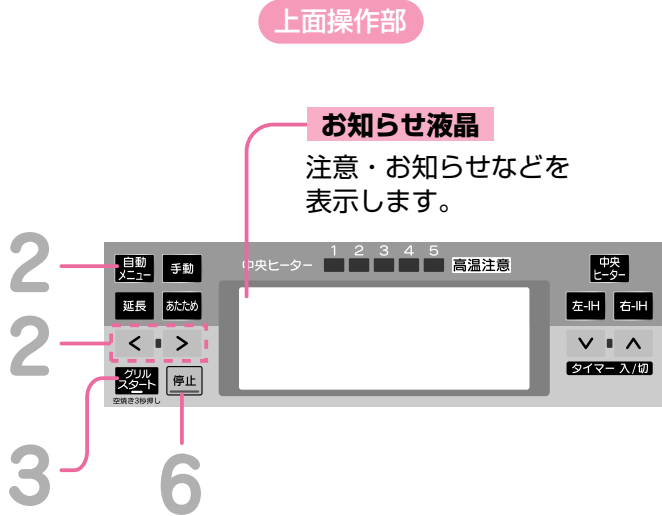 上面操作部
お知らせ液晶
注意・お知らせなどを
表示します。
2
自動
メニュー
手動
中央ヒーター
1 2 3 4 5
高温注意
中央
ヒーター
延長
あたため
左-IH
右-IH
2
< >
∨ ∧
グリル
スタート
停止
タイマー 入/切
空焼き3秒押し
3
6